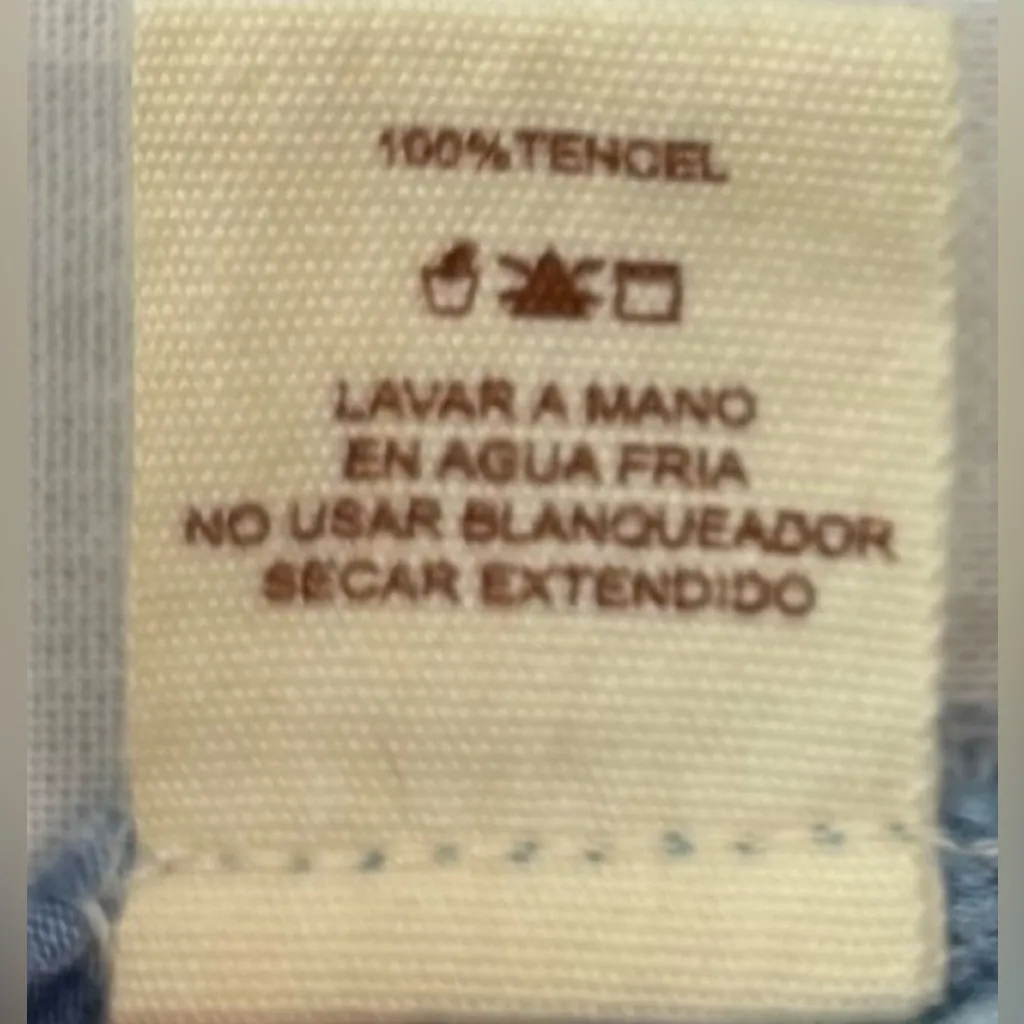 100%TENCEL
LAVAR A MANO
EN AGUA FRIA
NO USAR BLANQUEADOR
SECAR EXTENDIDO